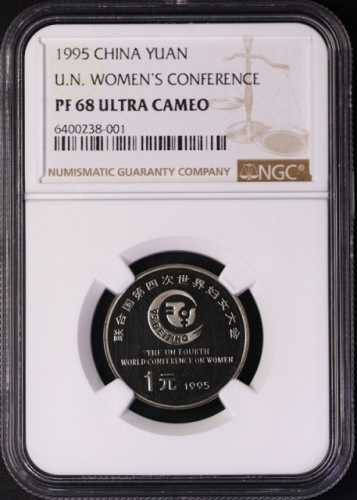 1995 CHINA YUAN
U.N. WOMEN'S CONFERENCE
PF 68 ULTRA CAMEO
6400238-001
NUMISMATIC GUARANTY COMPANY
NGC®
联合国第四次世界妇女大会
'95·BEIJING
THE UN FOURTH
WORLD CONFERENCE ON WOMEN
1元 1995